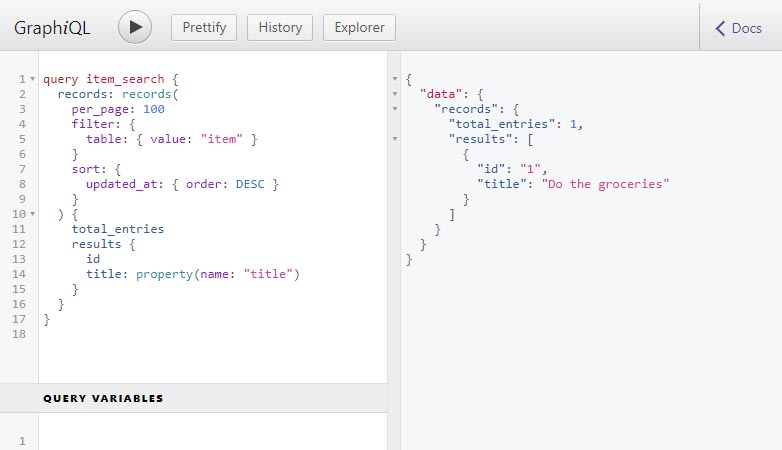 GraphiQL Prettify History Explorer Docs
1 query item_search {
2 records: records(
3 per_page: 100
4 filter: {
5 table: { value: "item" }
6 }
7 sort: {
8 updated_at: { order: DESC }
9 }
10 ) {
11 total_entries
12 results {
13 id
14 title: property(name: "title")
15 }
16 }
17 }
18
QUERY VARIABLES
1
{
"data": {
"records": {
"total_entries": 1,
"results": [
{
"id": "1",
"title": "Do the groceries"
}
]
}
}
}